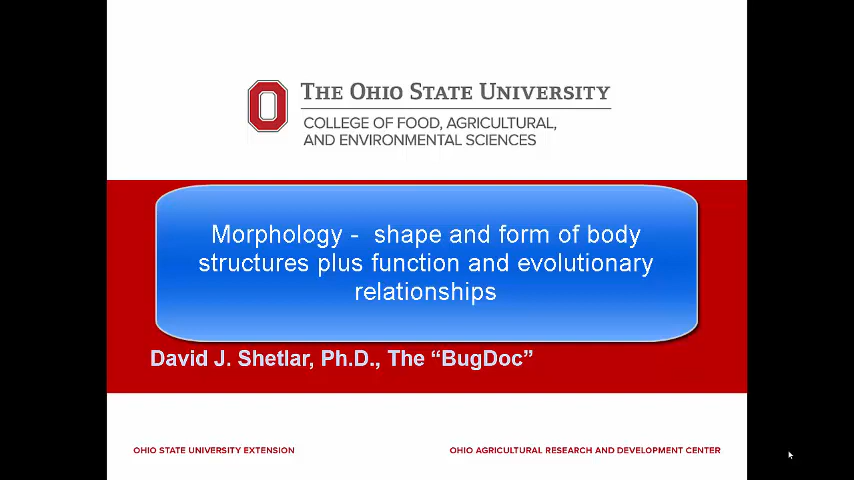 THE OHIO STATE UNIVERSITY
COLLEGE OF FOOD, AGRICULTURAL,
AND ENVIRONMENTAL SCIENCES
Morphology - shape and form of body
structures plus function and evolutionary
relationships
David J. Shetlar, Ph.D., The “BugDoc”
OHIO STATE UNIVERSITY EXTENSION
OHIO AGRICULTURAL RESEARCH AND DEVELOPMENT CENTER